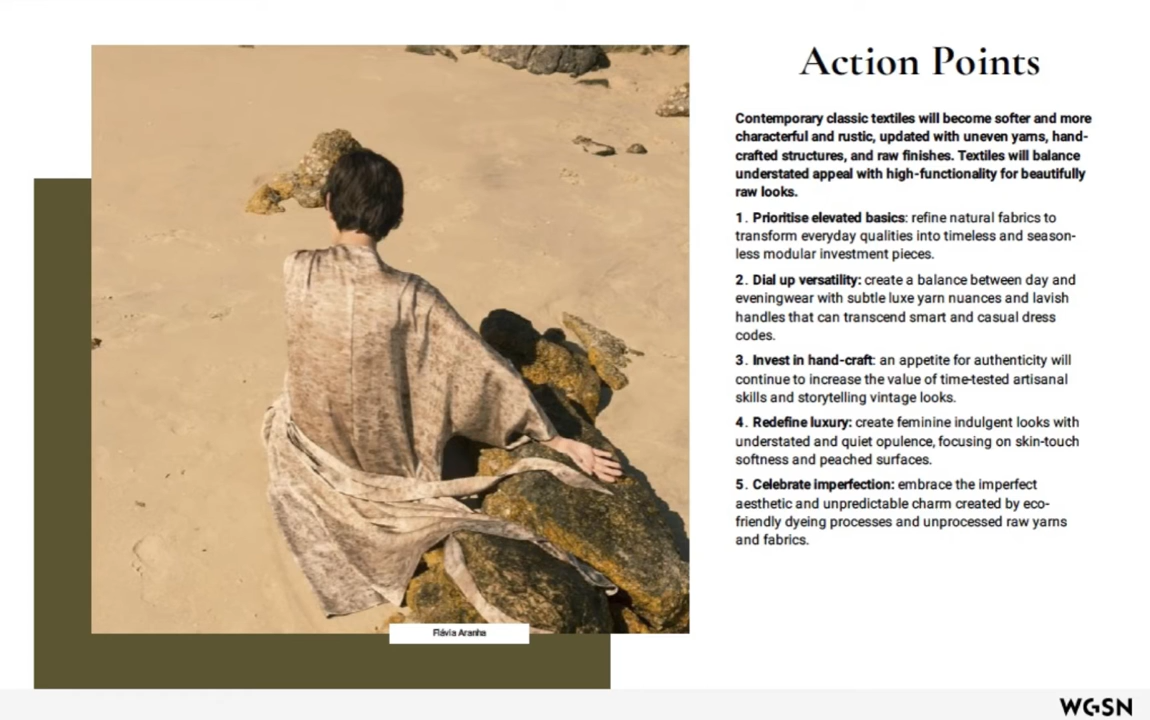 Action Points
Contemporary classic textiles will become softer and more
characterful and rustic, updated with uneven yarns, hand-
crafted structures, and raw finishes. Textiles will balance
understated appeal with high-functionality for beautifully
raw looks.
1. Prioritise elevated basics: refine natural fabrics to
transform everyday qualities into timeless and season-
less modular investment pieces.
2. Dial up versatility: create a balance between day and
eveningwear with subtle luxe yarn nuances and lavish
handles that can transcend smart and casual dress
codes.
3. Invest in hand-craft: an appetite for authenticity will
continue to increase the value of time-tested artisanal
skills and storytelling vintage looks.
4. Redefine luxury: create feminine indulgent looks with
understated and quiet opulence, focusing on skin-touch
softness and peached surfaces.
5. Celebrate imperfection: embrace the imperfect
aesthetic and unpredictable charm created by eco-
friendly dyeing processes and unprocessed raw yarns
and fabrics.
Flávia Aranha
WGSN